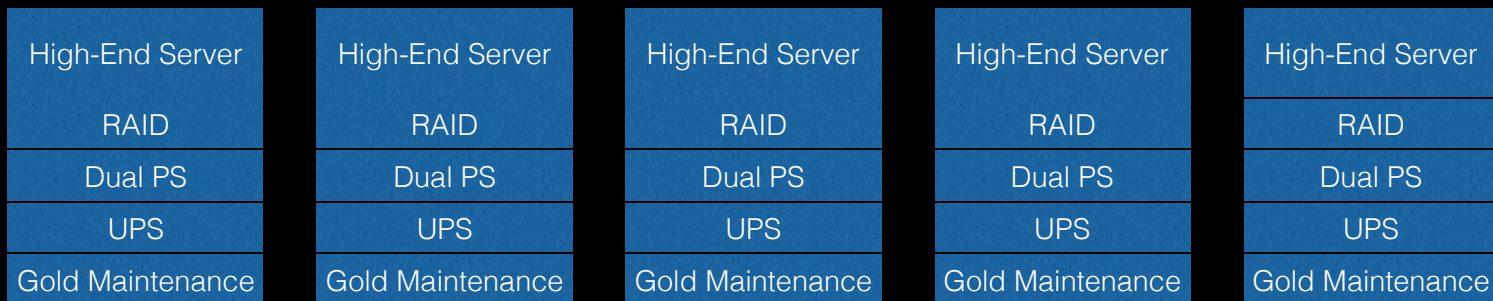 High-End Server High-End Server High-End Server High-End Server High-End Server
RAID RAID RAID RAID RAID
Dual PS Dual PS Dual PS Dual PS Dual PS
UPS UPS UPS UPS UPS
Gold Maintenance Gold Maintenance Gold Maintenance Gold Maintenance Gold Maintenance